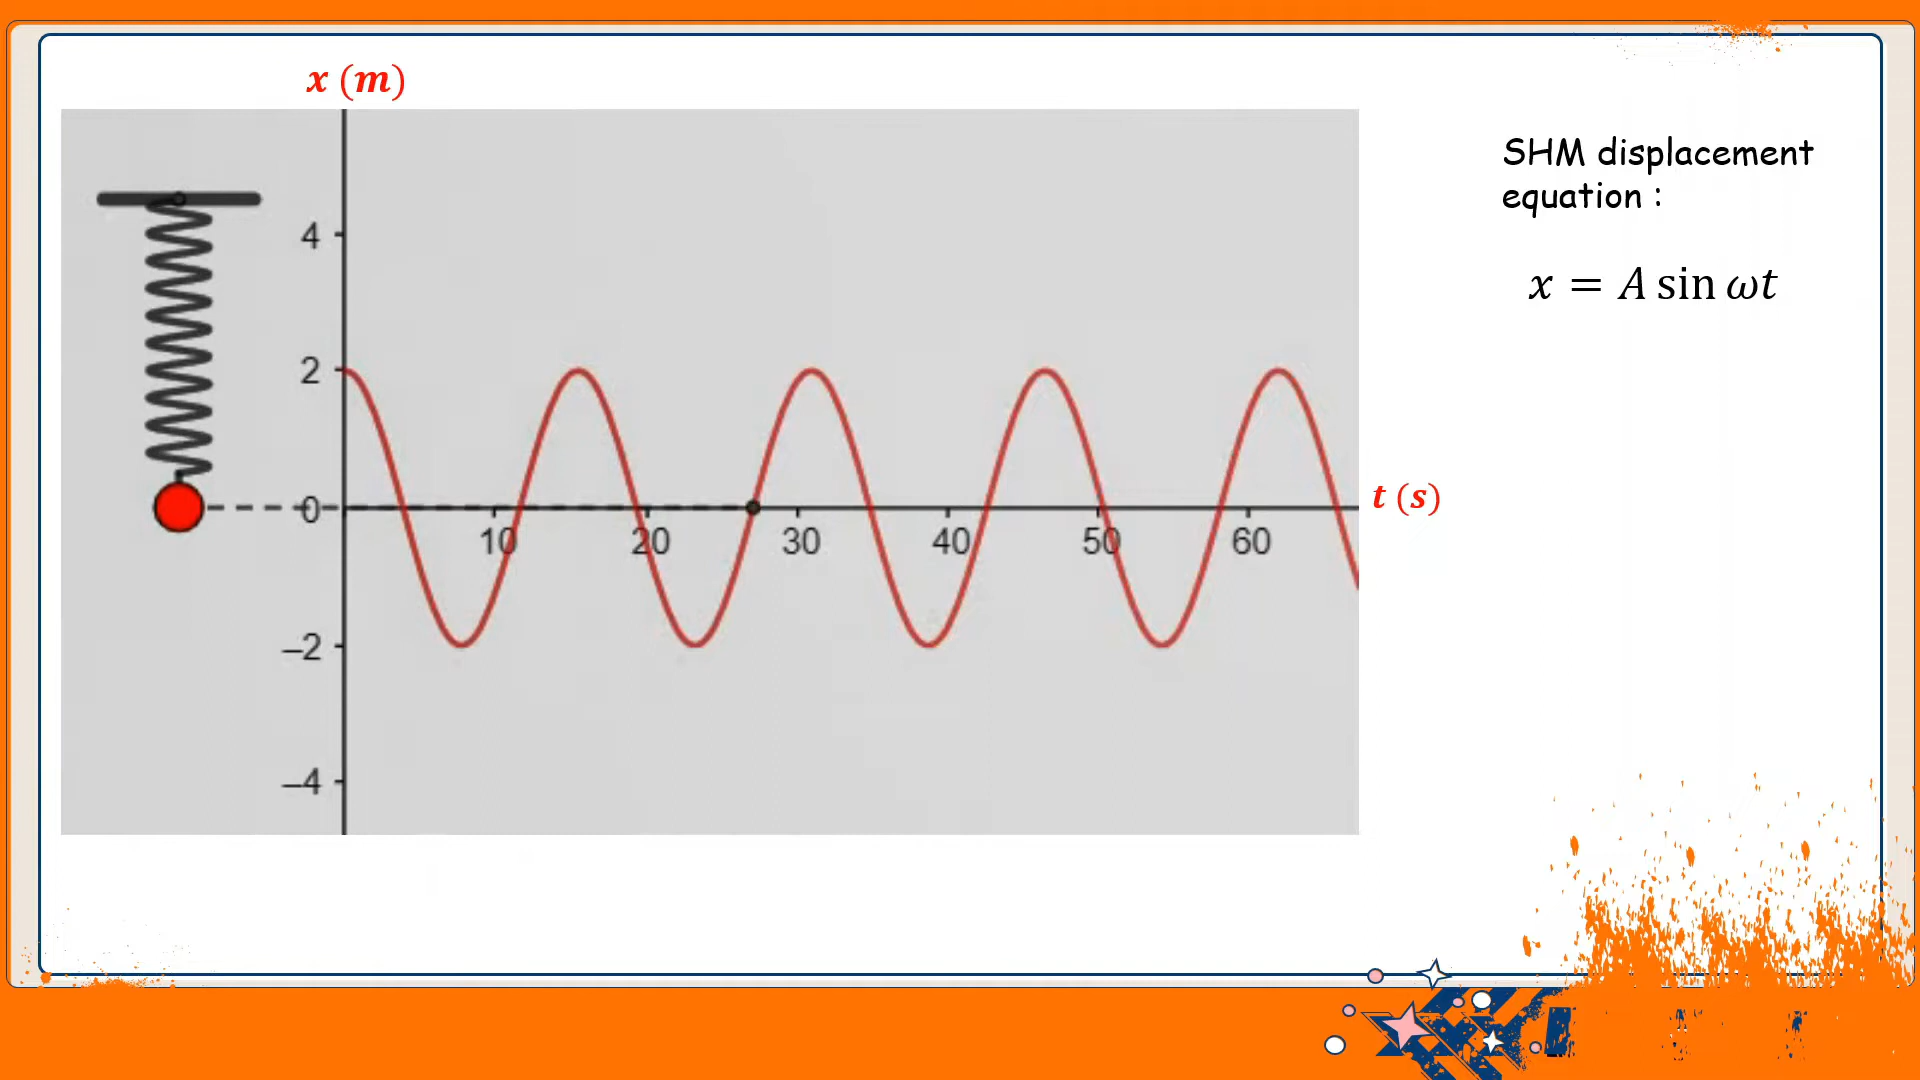 x (m)
SHM displacement
equation :
x = A sin ωt
4
2
0
–2
–4
10 20 30 40 50 60
t (s)